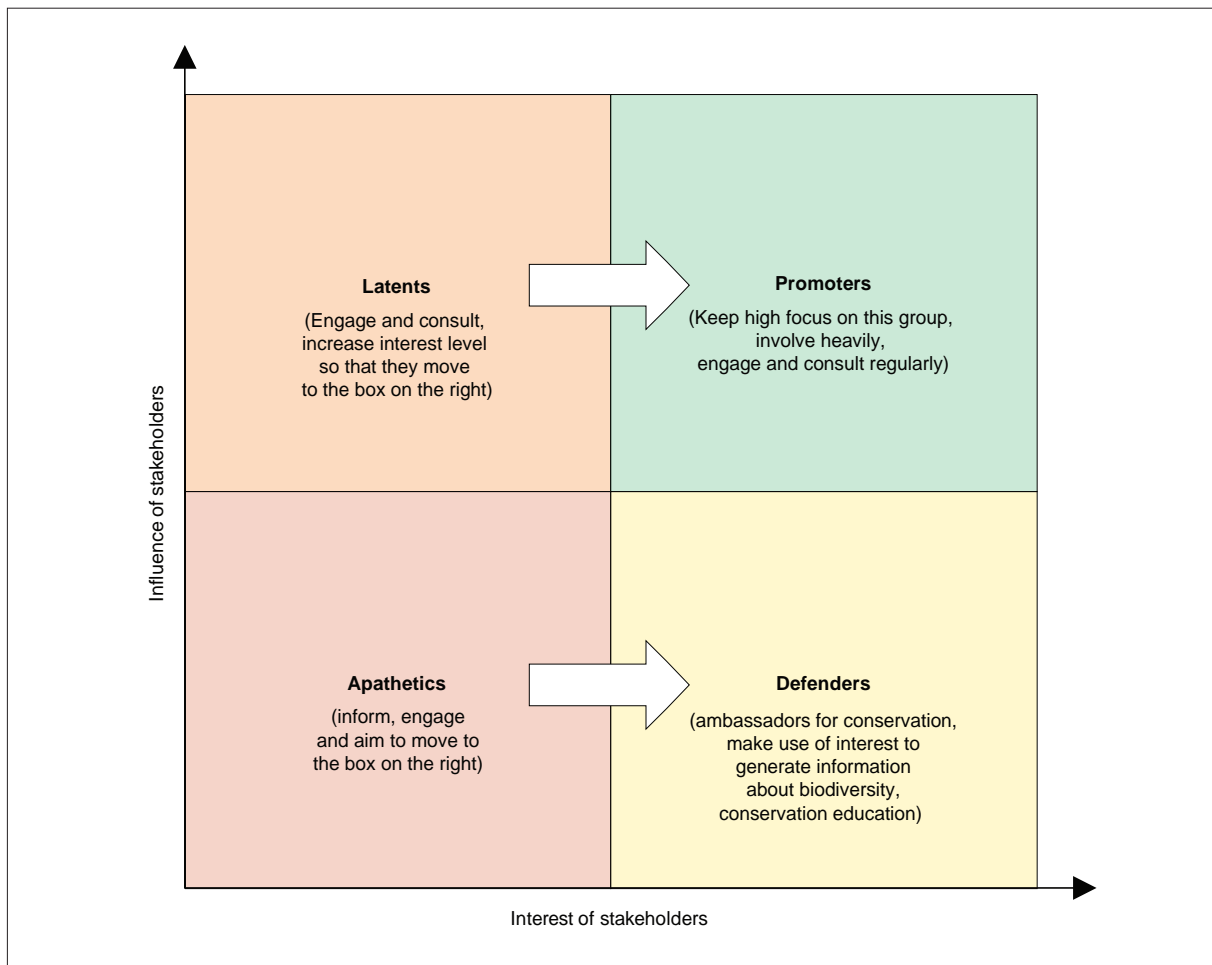 Influence of stakeholders
Latents
(Engage and consult,
increase interest level
so that they move
to the box on the right)
Promoters
(Keep high focus on this group,
involve heavily,
engage and consult regularly)
Apathetics
(inform, engage
and aim to move to
the box on the right)
Defenders
(ambassadors for conservation,
make use of interest to
generate information
about biodiversity,
conservation education)
Interest of stakeholders